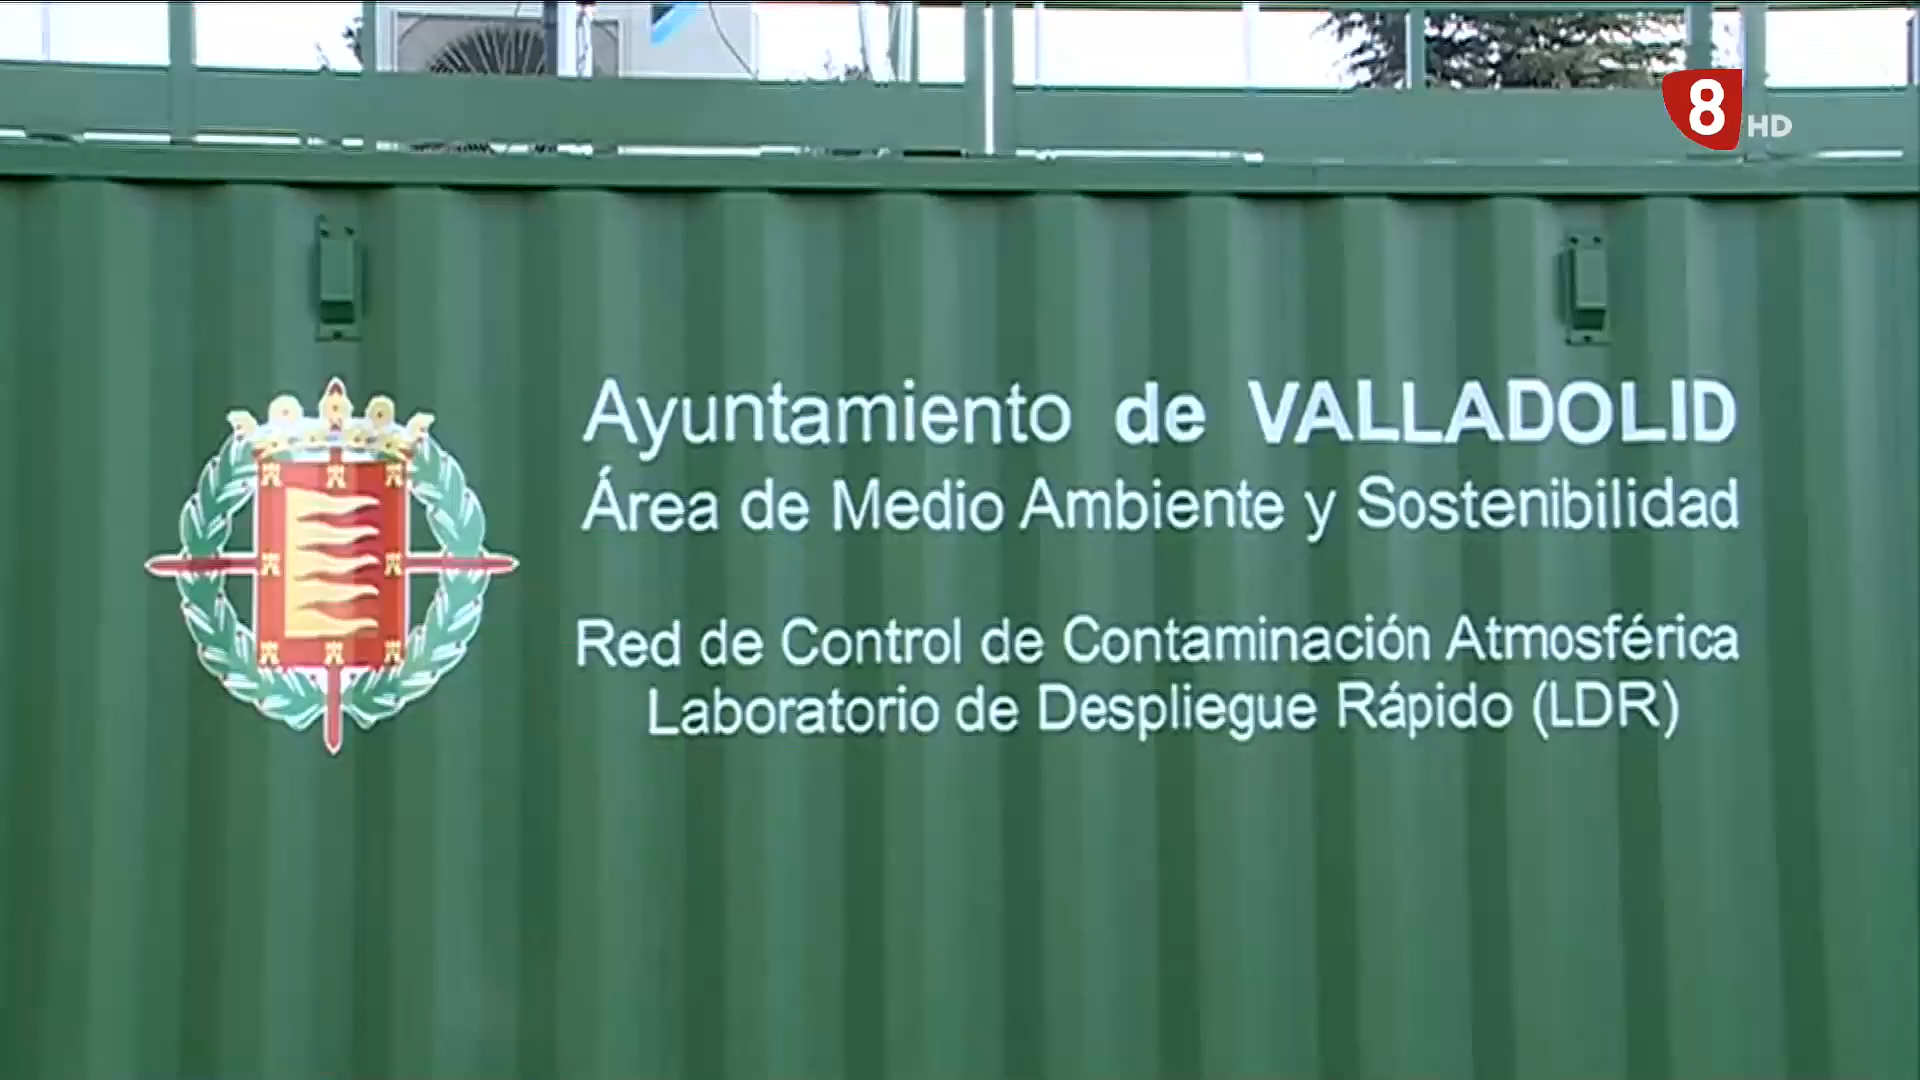 8 HD
Ayuntamiento de VALLADOLID
Área de Medio Ambiente y Sostenibilidad
Red de Control de Contaminación Atmosférica
Laboratorio de Despliegue Rápido (LDR)